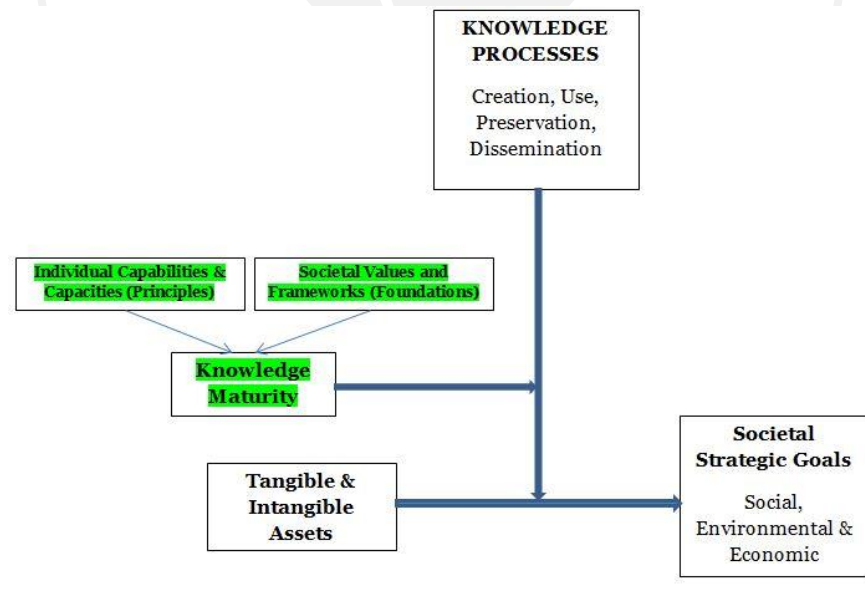 KNOWLEDGE
PROCESSES
Creation, Use,
Preservation,
Dissemination
Individual Capabilities &
Capacities (Principles)
Societal Values and
Frameworks (Foundations)
Knowledge
Maturity
Tangible &
Intangible
Assets
Societal
Strategic Goals
Social,
Environmental &
Economic